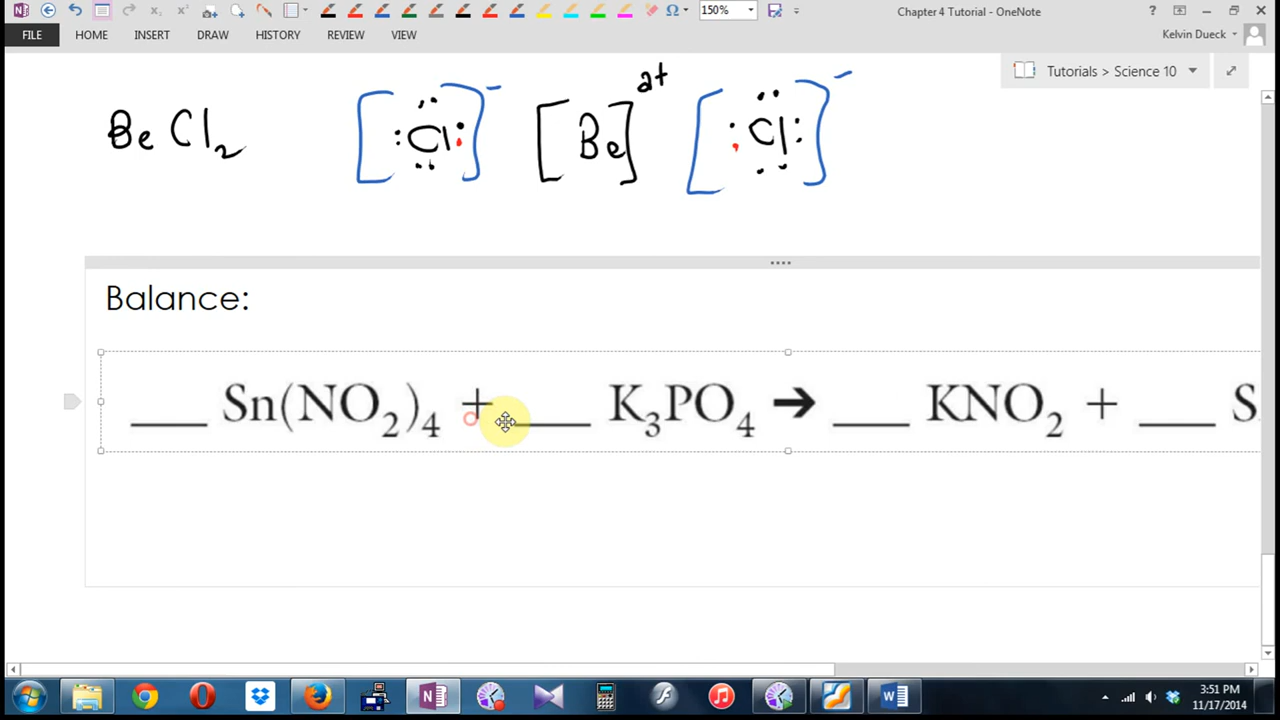 150%
Chapter 4 Tutorial - OneNote
FILE HOME INSERT DRAW HISTORY REVIEW VIEW
Kelvin Dueck
Tutorials > Science 10
BeCl₂ [Cl]⁻ [Be]²⁺ [Cl]⁻
Balance:
___ Sn(NO₂)₄ + ___ K₃PO₄ ➔ ___ KNO₂ + ___ S
3:51 PM
11/17/2014